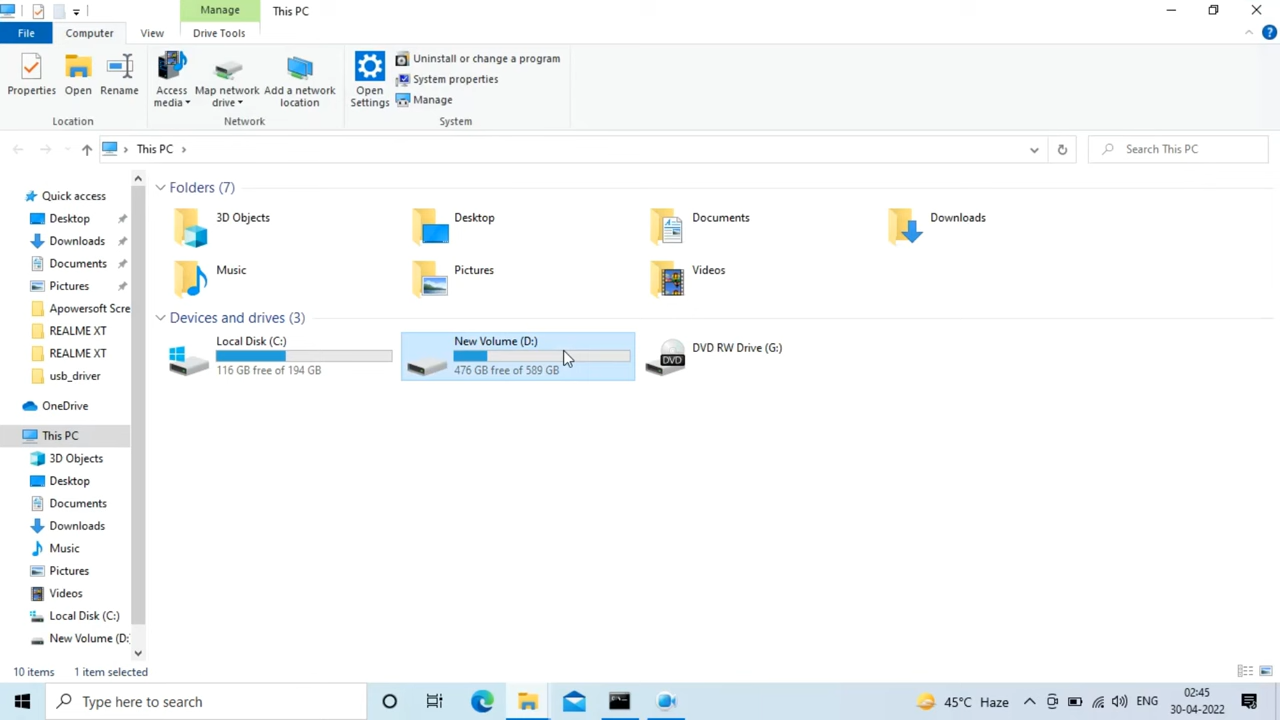 Manage
This PC
File
Computer
View
Drive Tools
Properties
Open
Rename
Access media
Map network drive
Add a network location
Open Settings
Uninstall or change a program
System properties
Manage
Location
Network
System
This PC
Search This PC
Quick access
Desktop
Downloads
Documents
Pictures
Apowersoft Scre
REALME XT
REALME XT
usb_driver
OneDrive
This PC
3D Objects
Desktop
Documents
Downloads
Music
Pictures
Videos
Local Disk (C:)
New Volume (D:
Folders (7)
3D Objects
Desktop
Documents
Downloads
Music
Pictures
Videos
Devices and drives (3)
Local Disk (C:)
116 GB free of 194 GB
New Volume (D:)
476 GB free of 589 GB
DVD
DVD RW Drive (G:)
10 items
1 item selected
Type here to search
45°C Haze
ENG
02:45
30-04-2022